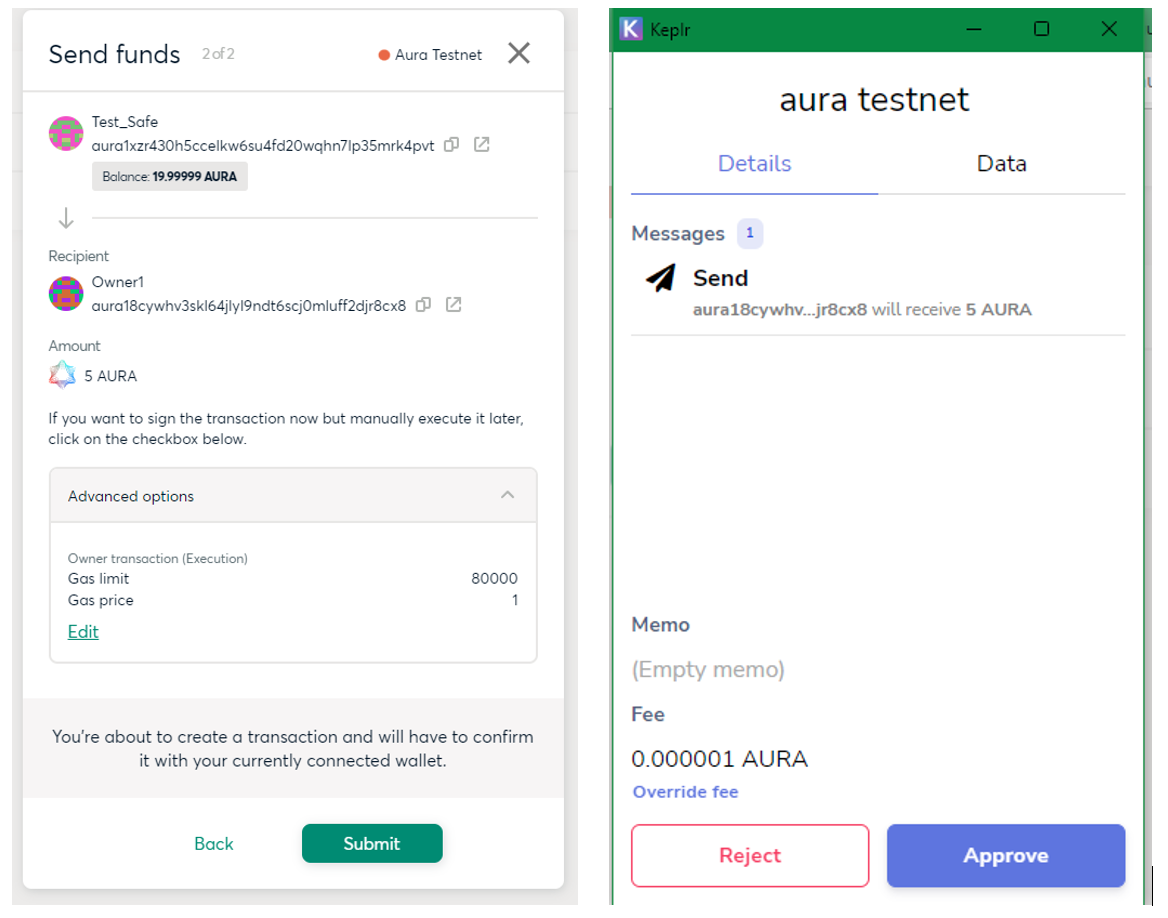 Send funds 2 of 2 Aura Testnet
Test_Safe
aura1xzr430h5ccelkw6su4fd20wqhn7lp35mrk4pvt
Balance: 19.99999 AURA
Recipient
Owner1
aura18cywhv3skl64jlyl9ndt6scj0mluff2djr8cx8
Amount
5 AURA
If you want to sign the transaction now but manually execute it later,
click on the checkbox below.
Advanced options
Owner transaction (Execution)
Gas limit 80000
Gas price 1
Edit
You're about to create a transaction and will have to confirm
it with your currently connected wallet.
Back Submit
K Keplr
aura testnet
Details Data
Messages 1
Send
aura18cywhv...jr8cx8 will receive 5 AURA
Memo
(Empty memo)
Fee
0.000001 AURA
Override fee
Reject Approve